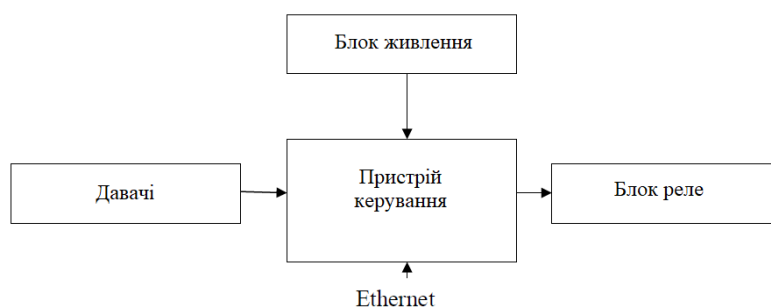 Блок живлення
Давачі
Пристрій
керування
Блок реле
Ethernet